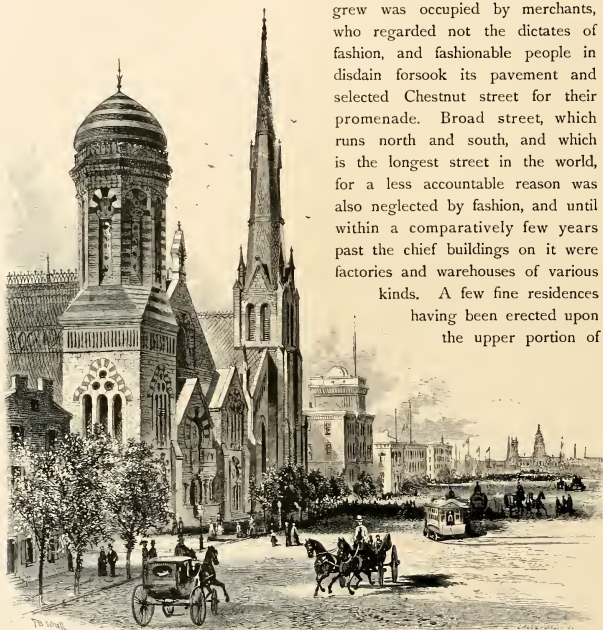 grew was occupied by merchants,
who regarded not the dictates of
fashion, and fashionable people in
disdain forsook its pavement and
selected Chestnut street for their
promenade. Broad street, which
runs north and south, and which
is the longest street in the world,
for a less accountable reason was
also neglected by fashion, and until
within a comparatively few years
past the chief buildings on it were
factories and warehouses of various
kinds. A few fine residences
having been erected upon
the upper portion of